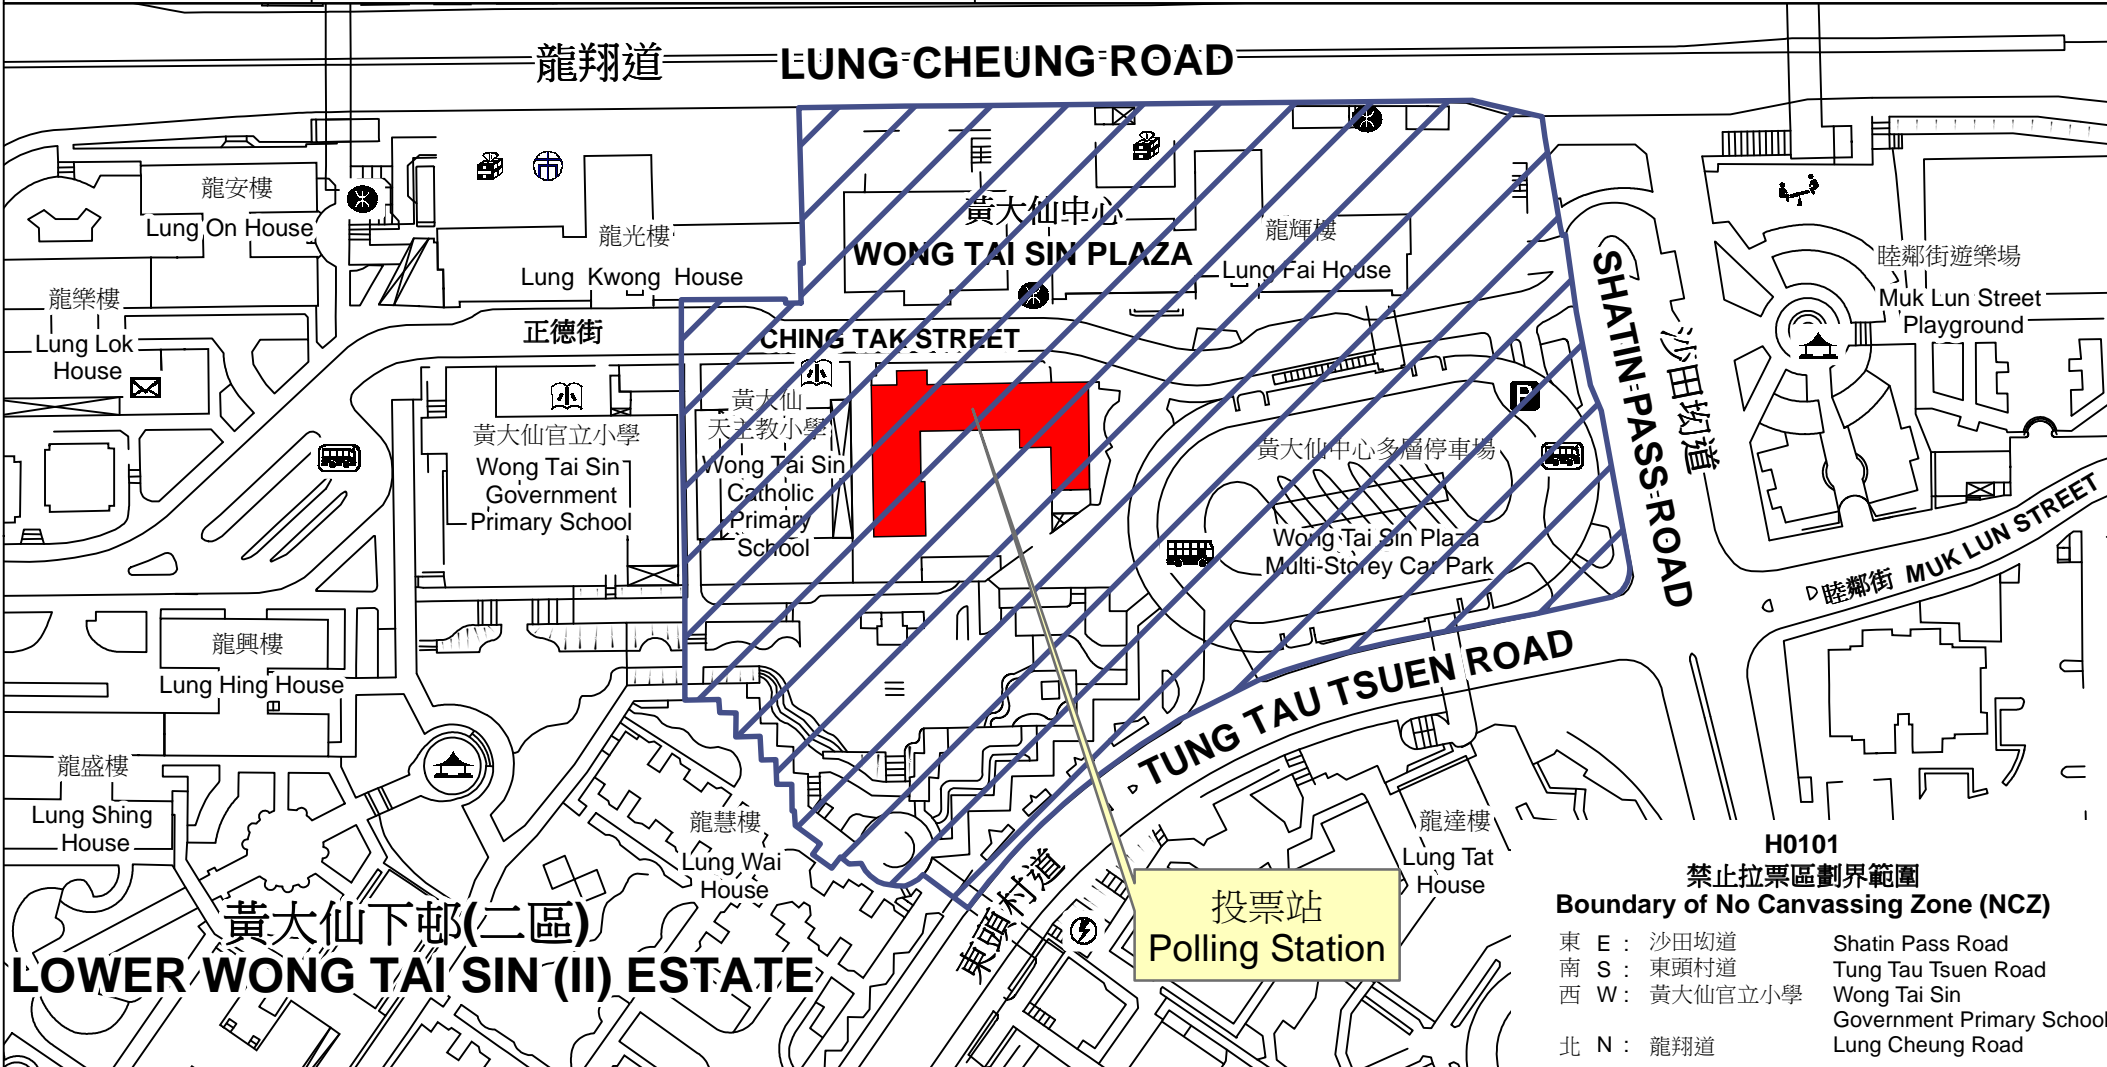 龍翔道 LUNG CHEUNG ROAD
龍安樓
Lung On House
龍光樓
Lung Kwong House
黃大仙中心
WONG TAI SIN PLAZA
龍輝樓
Lung Fai House
睦鄰街遊樂場
Muk Lun Street
Playground
龍樂樓
Lung Lok
House
正德街
CHING TAK STREET
SHATIN PASS ROAD
沙田坳道
小
小
黃大仙官立小學
Wong Tai Sin
Government
Primary School
黃大仙
天主教小學
Wong Tai Sin
Catholic
Primary
School
黃大仙中心多層停車場
Wong Tai Sin Plaza
Multi-Storey Car Park
P
睦鄰街 MUK LUN STREET
龍興樓
Lung Hing House
TUNG TAU TSUEN ROAD
東頭村道
龍盛樓
Lung Shing
House
龍慧樓
Lung Wai
House
龍達樓
Lung Tat
House
投票站
Polling Station
黃大仙下邨(二區)
LOWER WONG TAI SIN (II) ESTATE
H0101
禁止拉票區劃界範圍
Boundary of No Canvassing Zone (NCZ)
東 E : 沙田坳道 Shatin Pass Road
南 S : 東頭村道 Tung Tau Tsuen Road
西 W : 黃大仙官立小學 Wong Tai Sin
Government Primary School
北 N : 龍翔道 Lung Cheung Road